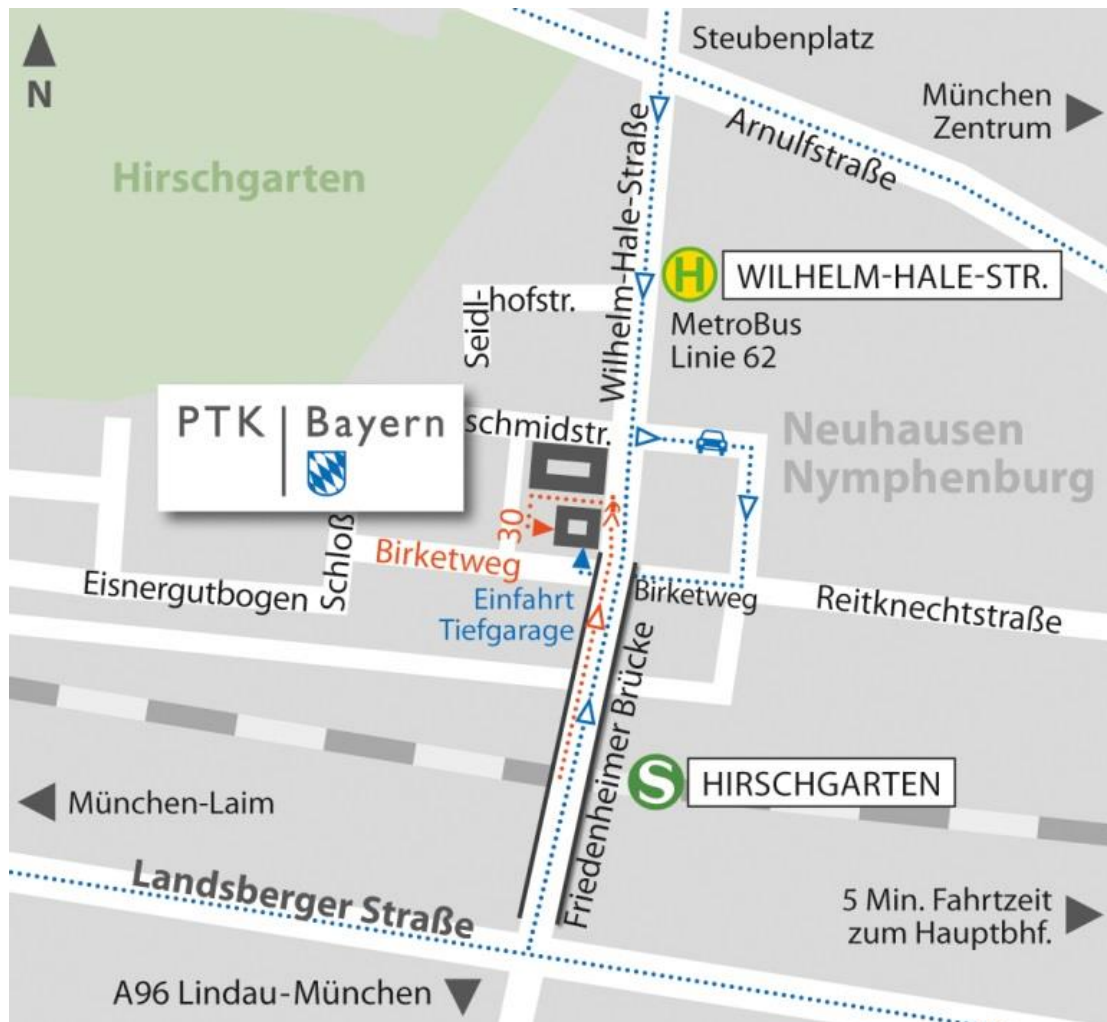 Steubenplatz
N
München
Zentrum
Arnulfstraße
Hirschgarten
Wilhelm-Hale-Straße
H
WILHELM-HALE-STR.
MetroBus
Linie 62
Seidl-
hofstr.
PTK | Bayern
schmidstr.
Schloß
Neuhausen
Nymphenburg
30
Birketweg
Eisnergutbogen
Einfahrt
Tiefgarage
Birketweg
Reitknechtstraße
Friedenheimer Brücke
S
HIRSCHGARTEN
München-Laim
Landsberger Straße
5 Min. Fahrtzeit
zum Hauptbhf.
A96 Lindau-München